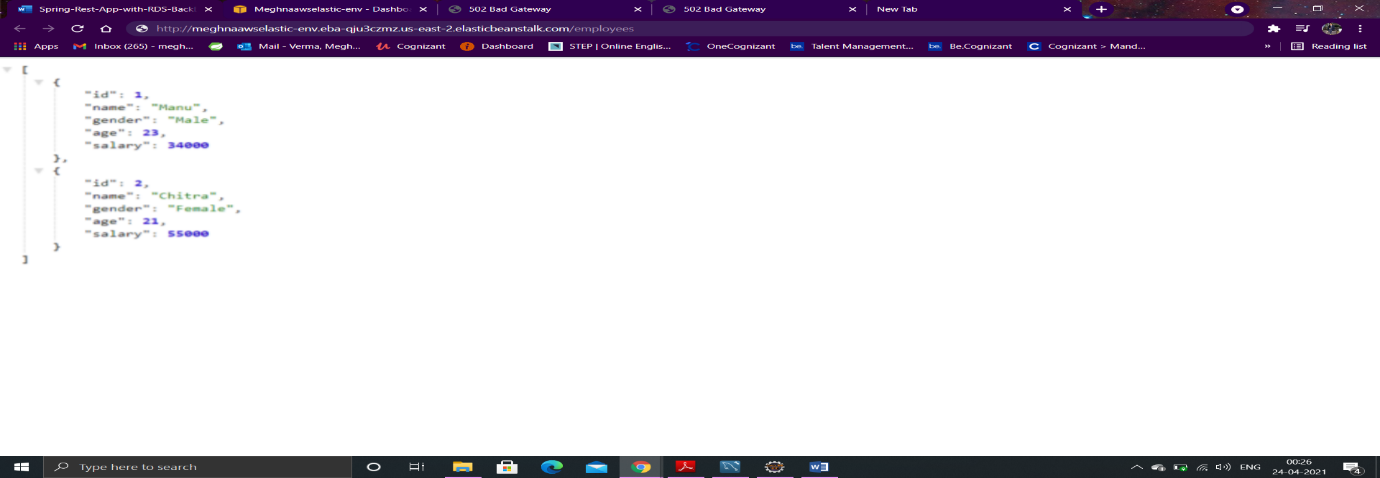 Spring-Rest-App-with-RDS-Back
Meghnaawselastic-env - Dashbo
502 Bad Gateway
502 Bad Gateway
New Tab
http://meghnaawselastic-env.eba-qju3czmz.us-east-2.elasticbeanstalk.com/employees
Apps Inbox (265) - megh... Mail - Verma, Megh... Cognizant Dashboard STEP | Online Englis... OneCognizant be. Talent Management... be. Be.Cognizant C Cognizant > Mand... » Reading list
[
{
"id": 1,
"name": "Manu",
"gender": "Male",
"age": 23,
"salary": 34000
},
{
"id": 2,
"name": "Chitra",
"gender": "Female",
"age": 21,
"salary": 55000
}
]
Type here to search
ENG
00:26
24-04-2021
4